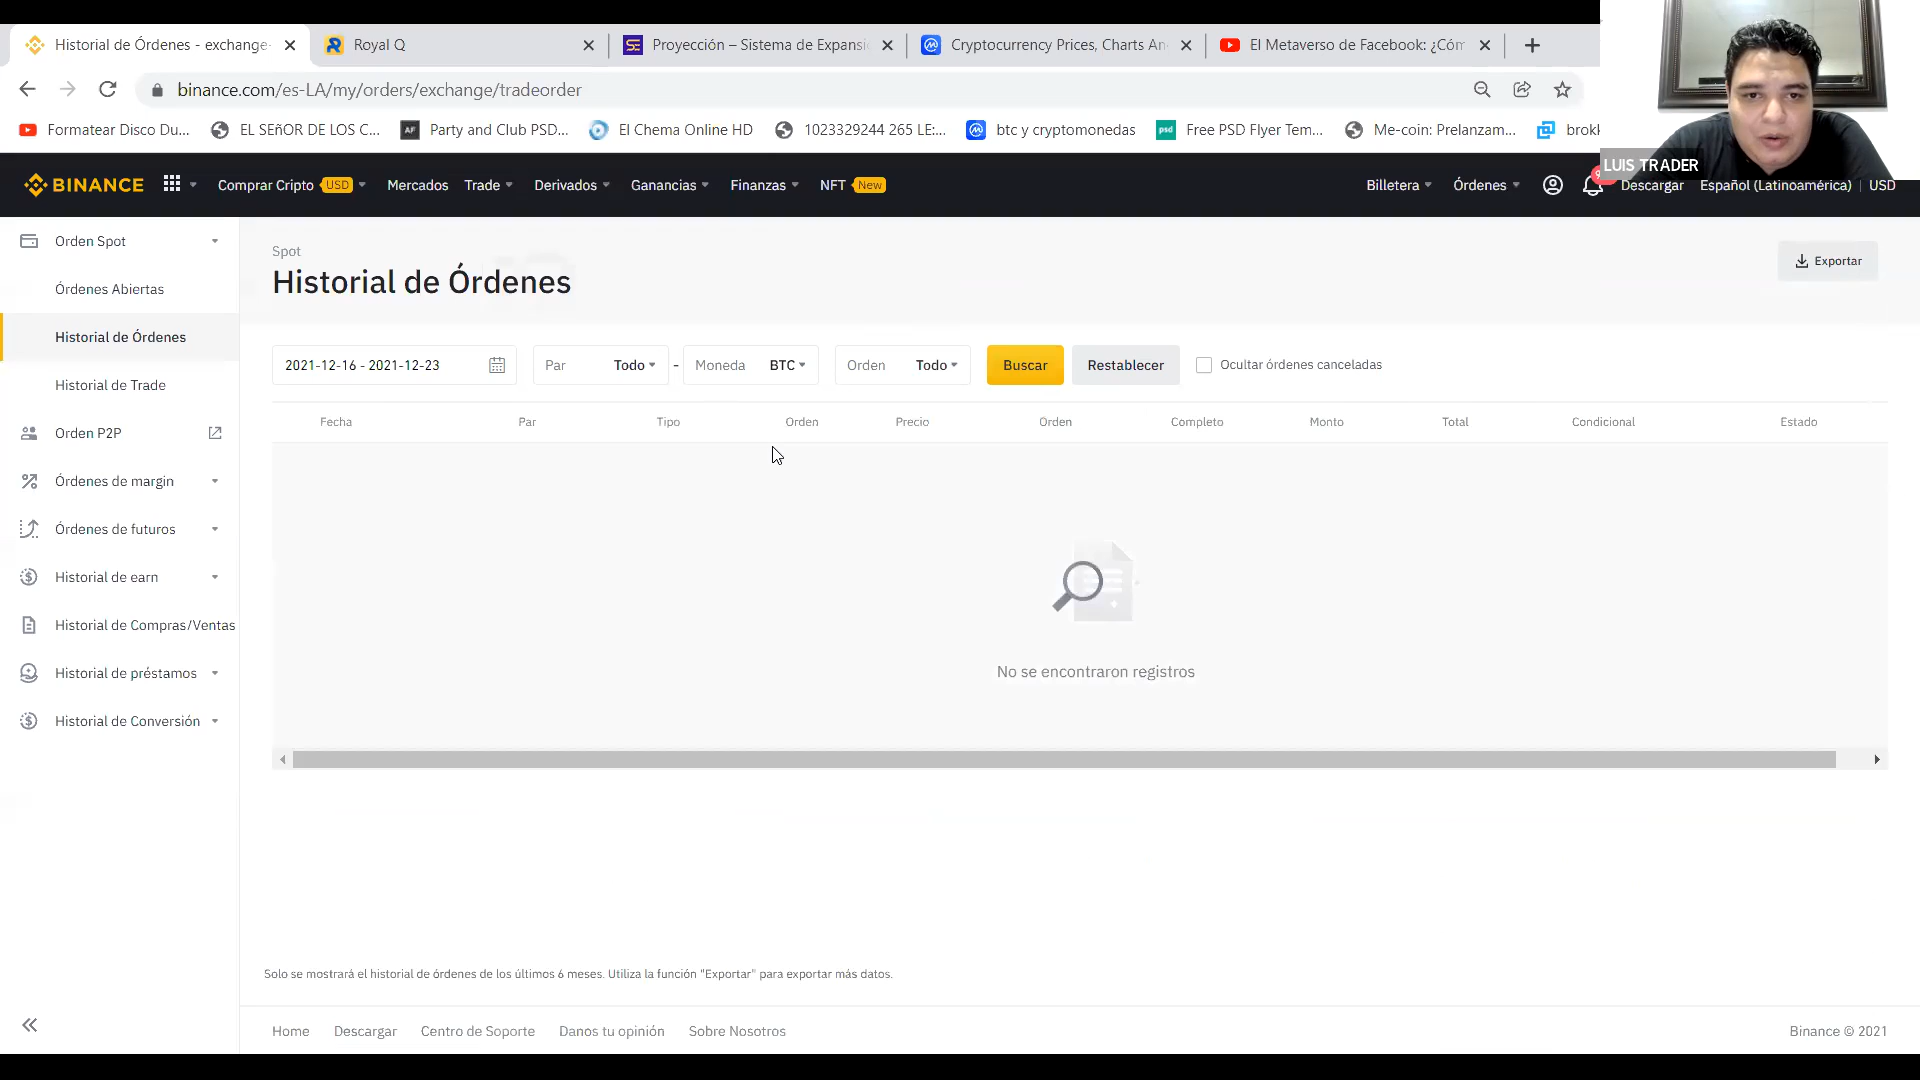 Historial de Órdenes - exchange-
Royal Q
Proyección – Sistema de Expansi
Cryptocurrency Prices, Charts An
El Metaverso de Facebook: ¿Cóm
binance.com/es-LA/my/orders/exchange/tradeorder
Formatear Disco Du...
EL SEñOR DE LOS C...
AF
Party and Club PSD...
El Chema Online HD
1023329244 265 LE:...
btc y cryptomonedas
psd
Free PSD Flyer Tem...
Me-coin: Prelanzam...
brokk
LUIS TRADER
BINANCE
Comprar Cripto USD
Mercados
Trade
Derivados
Ganancias
Finanzas
NFT New
Billetera
Órdenes
Descargar
Español (Latinoamérica)
USD
Orden Spot
Órdenes Abiertas
Historial de Órdenes
Historial de Trade
Orden P2P
Órdenes de margin
Órdenes de futuros
Historial de earn
Historial de Compras/Ventas
Historial de préstamos
Historial de Conversión
Spot
Historial de Órdenes
Exportar
2021-12-16 - 2021-12-23
Par Todo
-
Moneda BTC
Orden Todo
Buscar
Restablecer
Ocultar órdenes canceladas
Fecha Par Tipo Orden Precio Orden Completo Monto Total Condicional Estado
No se encontraron registros
Solo se mostrará el historial de órdenes de los últimos 6 meses. Utiliza la función "Exportar" para exportar más datos.
Home Descargar Centro de Soporte Danos tu opinión Sobre Nosotros
Binance © 2021